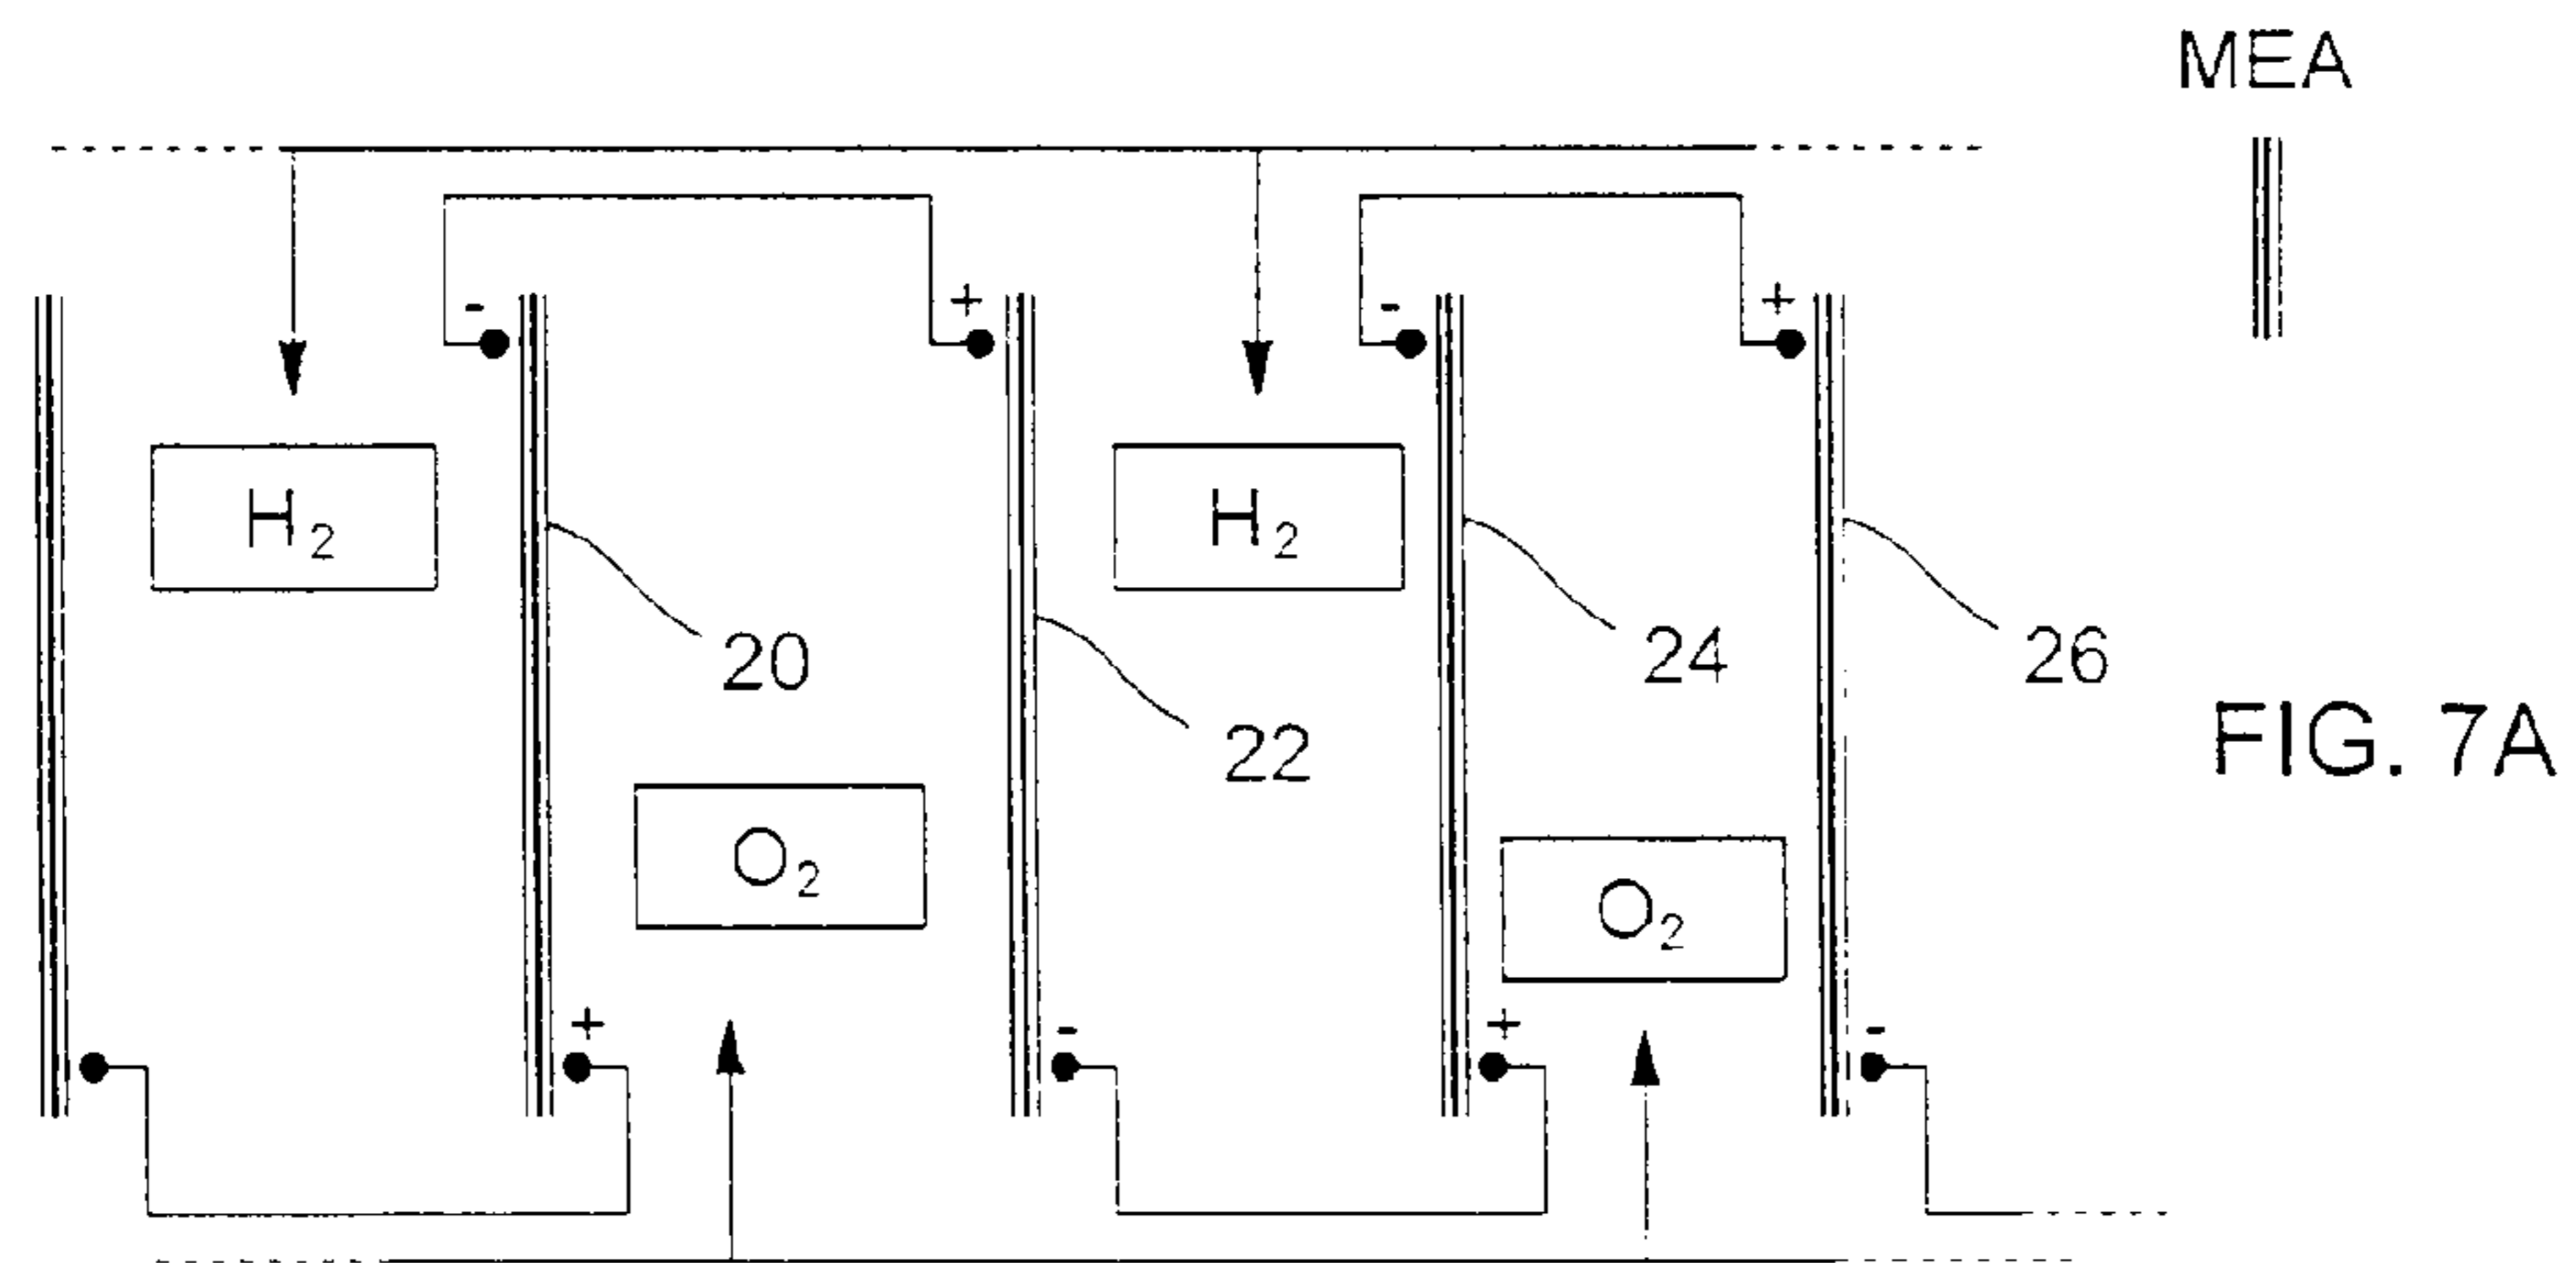 MEA
- + - +
H2 H2
20 24 26
22
FIG. 7A
O2
O2
+ - + -